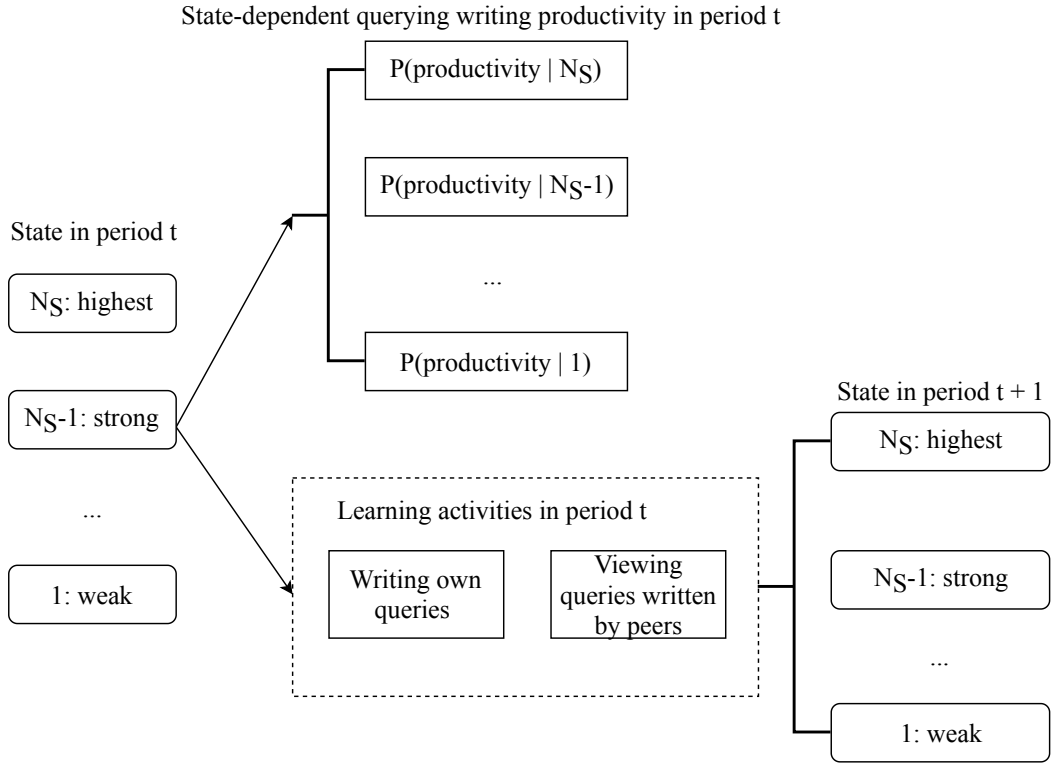 State-dependent querying writing productivity in period t
P(productivity | NS)
P(productivity | NS-1)
...
P(productivity | 1)
State in period t
NS: highest
NS-1: strong
...
1: weak
Learning activities in period t
Writing own
queries
Viewing
queries written
by peers
State in period t + 1
NS: highest
NS-1: strong
...
1: weak